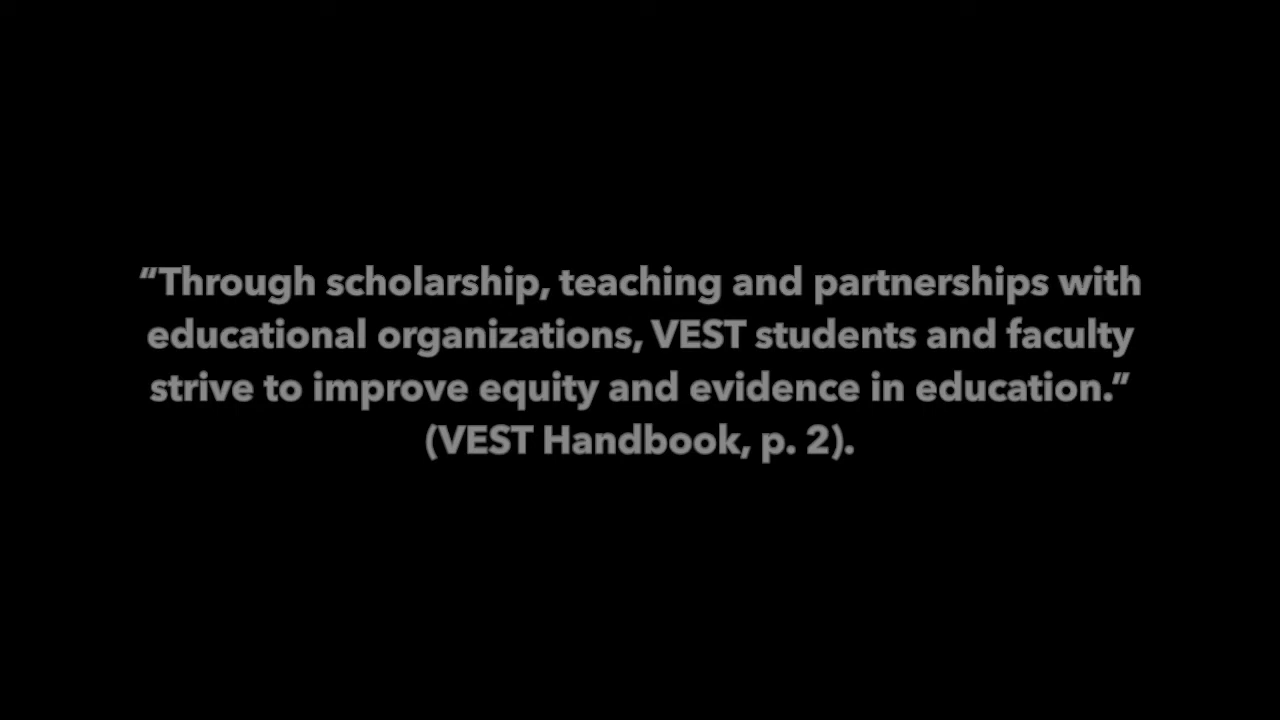 “Through scholarship, teaching and partnerships with
educational organizations, VEST students and faculty
strive to improve equity and evidence in education.”
(VEST Handbook, p. 2).